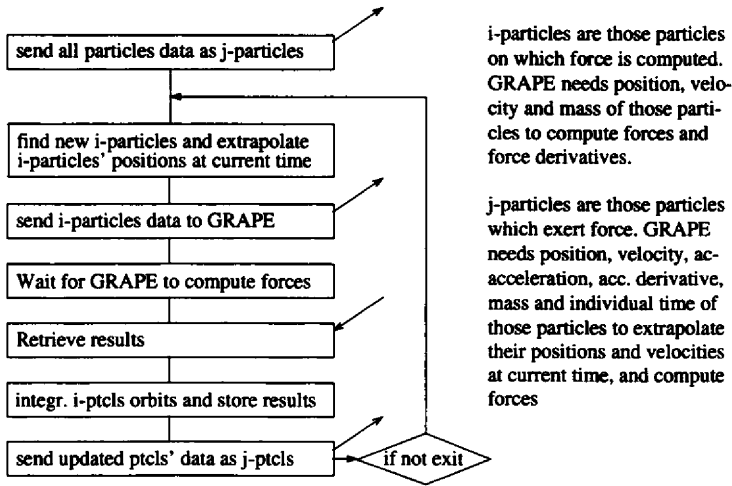 send all particles data as j-particles
find new i-particles and extrapolate
i-particles' positions at current time
send i-particles data to GRAPE
Wait for GRAPE to compute forces
Retrieve results
integr. i-ptcls orbits and store results
send updated ptcls' data as j-ptcls
if not exit
i-particles are those particles
on which force is computed.
GRAPE needs position, velo-
city and mass of those parti-
cles to compute forces and
force derivatives.
j-particles are those particles
which exert force. GRAPE
needs position, velocity, ac-
acceleration, acc. derivative,
mass and individual time of
those particles to extrapolate
their positions and velocities
at current time, and compute
forces